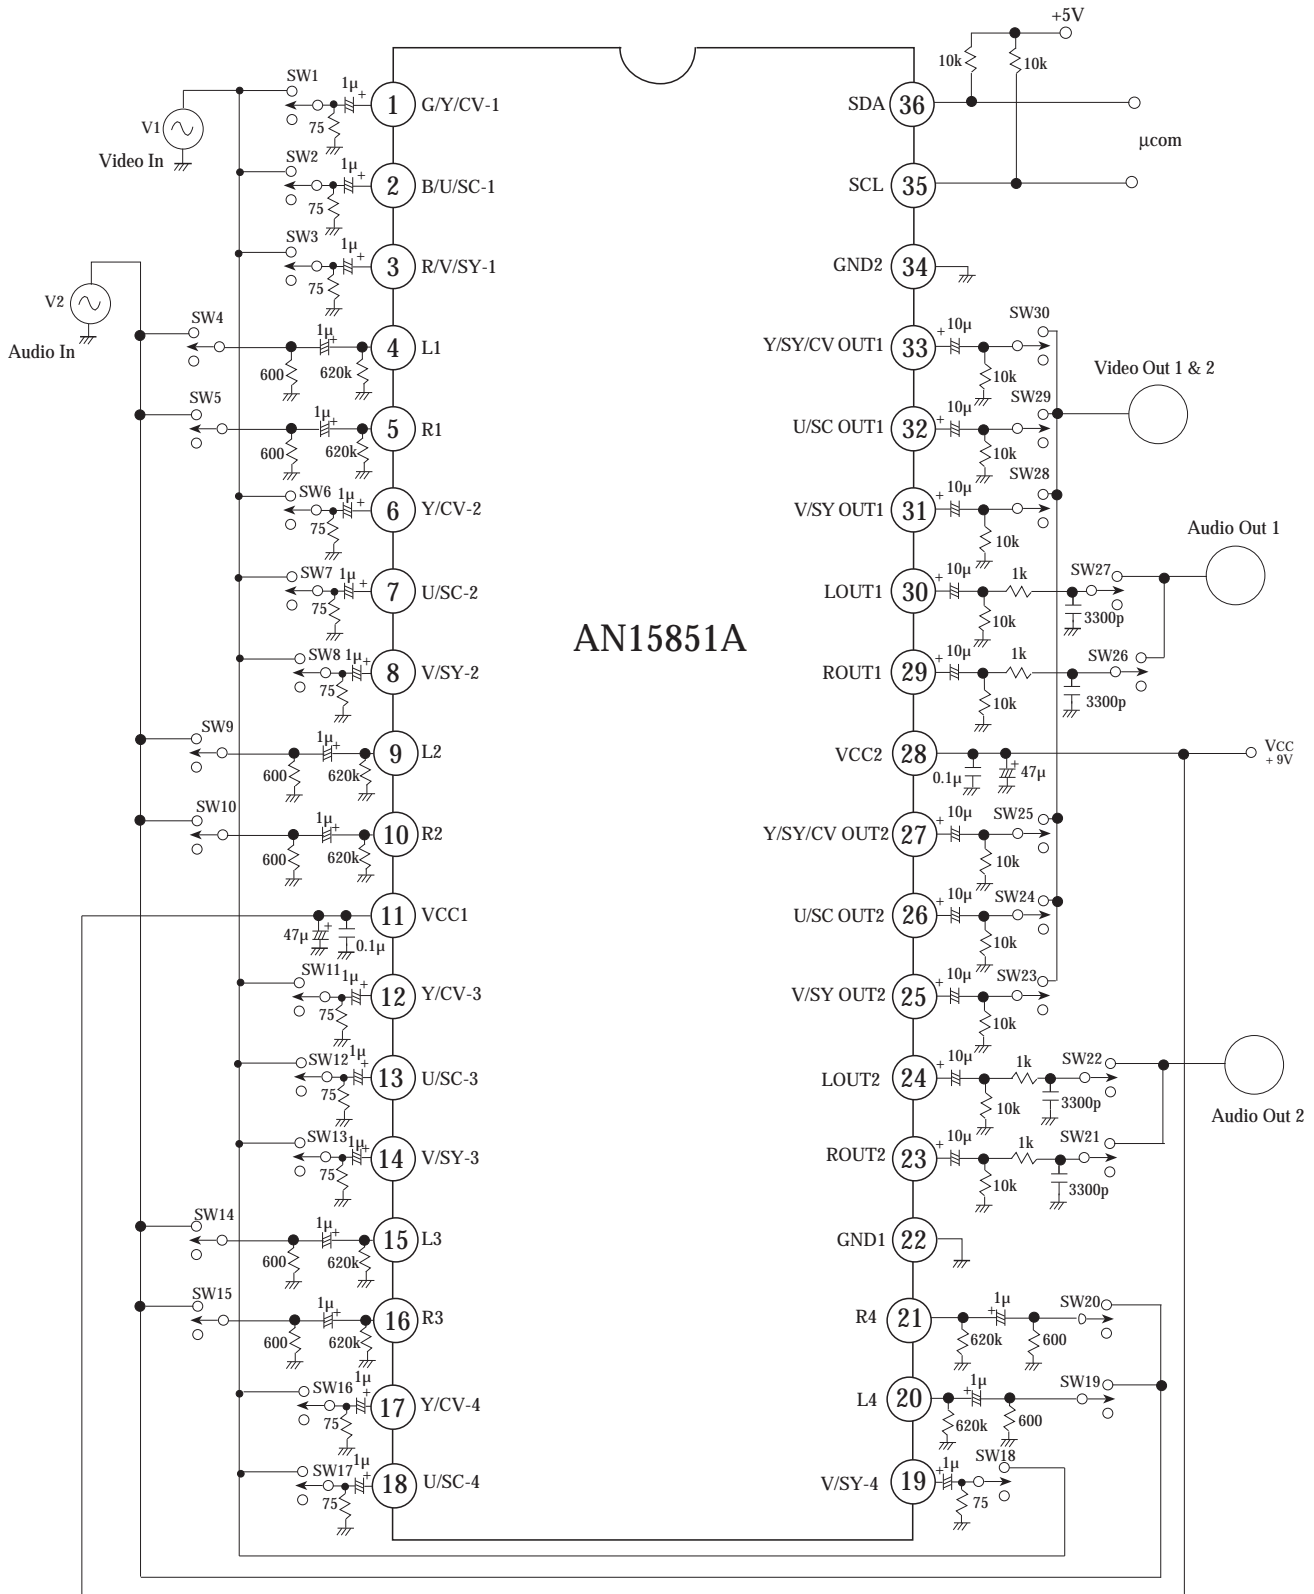 +5V
10k 10k
SW1 1μ
1 G/Y/CV-1
SDA 36
V1 75
μcom
Video In
SW2 1μ
2 B/U/SC-1
SCL 35
75
SW3 1μ
3 R/V/SY-1
GND2 34
75
V2
Audio In
SW4 1μ
4 L1
600 620k
Y/SY/CV OUT1 33
10μ SW30
10k
Video Out 1 & 2
SW5 1μ
5 R1
600 620k
U/SC OUT1 32
10μ SW29
10k
SW6 1μ
6 Y/CV-2
75
V/SY OUT1 31
10μ SW28
10k
Audio Out 1
SW7 1μ
7 U/SC-2
75
LOUT1 30
10μ 1k SW27
10k 3300p
AN15851A
SW8 1μ
8 V/SY-2
75
ROUT1 29
10μ 1k SW26
10k 3300p
SW9 1μ
9 L2
600 620k
VCC2 28
0.1μ + 47μ
VCC
+ 9V
SW10 1μ
10 R2
600 620k
Y/SY/CV OUT2 27
10μ SW25
10k
11 VCC1
47μ + 0.1μ
U/SC OUT2 26
10μ SW24
10k
SW11 1μ
12 Y/CV-3
75
V/SY OUT2 25
10μ SW23
10k
SW12 1μ
13 U/SC-3
75
LOUT2 24
10μ 1k SW22
10k 3300p
Audio Out 2
SW13 1μ
14 V/SY-3
75
ROUT2 23
10μ 1k SW21
10k 3300p
SW14 1μ
15 L3
600 620k
GND1 22
SW15 1μ
16 R3
600 620k
R4 21
1μ SW20
620k 600
SW16 1μ
17 Y/CV-4
75
L4 20
1μ SW19
620k 600
SW17 1μ
18 U/SC-4
75
V/SY-4 19
1μ SW18
75